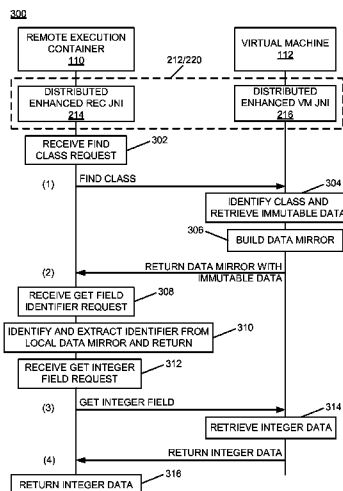 300
REMOTE EXECUTION
CONTAINER
110
VIRTUAL MACHINE
112
212/220
DISTRIBUTED
ENHANCED REC JNI
214
DISTRIBUTED
ENHANCED VM JNI
216
RECEIVE FIND
CLASS REQUEST
302
(1)
FIND CLASS
304
IDENTIFY CLASS AND
RETRIEVE IMMUTABLE DATA
306
BUILD DATA MIRROR
(2)
RETURN DATA MIRROR WITH
IMMUTABLE DATA
RECEIVE GET FIELD
IDENTIFIER REQUEST
308
IDENTIFY AND EXTRACT IDENTIFIER FROM
LOCAL DATA MIRROR AND RETURN
310
RECEIVE GET INTEGER
FIELD REQUEST
312
(3)
GET INTEGER FIELD
314
RETRIEVE INTEGER DATA
(4)
RETURN INTEGER DATA
316
RETURN INTEGER DATA